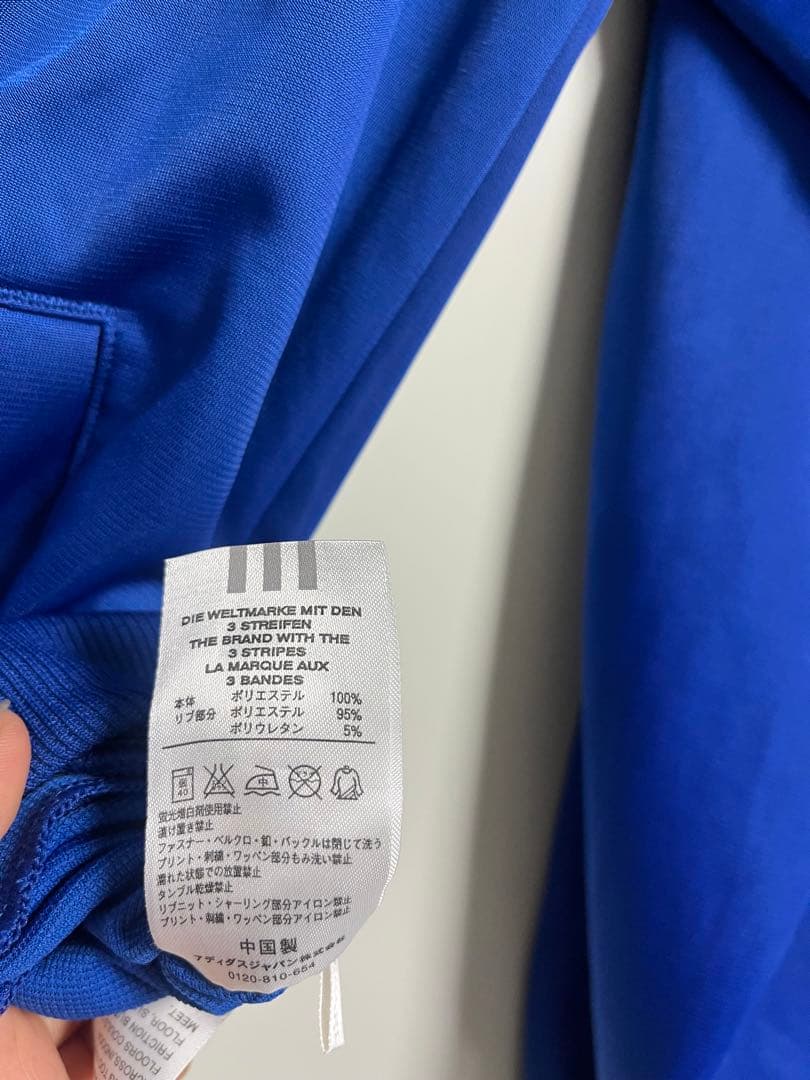 DIE WELTMARKE MIT DEN
3 STREIFEN
THE BRAND WITH THE
3 STRIPES
LA MARQUE AUX
3 BANDES
本体 ポリエステル 100%
リブ部分 ポリエステル 95%
ポリウレタン 5%
40 中
蛍光増白剤使用禁止
漬け置き禁止
ファスナー・ベルクロ・釦・バックルは閉じて洗う
プリント・刺繍・ワッペン部分もみ洗い禁止
濡れた状態での放置禁止
タンブル乾燥禁止
リブニット・シャーリング部分アイロン禁止
プリント・刺繍・ワッペン部分アイロン禁止
中国製
アディダスジャパン株式会社
0120-810-654
MEET
FLOOR,
FRICTION
FLOORS